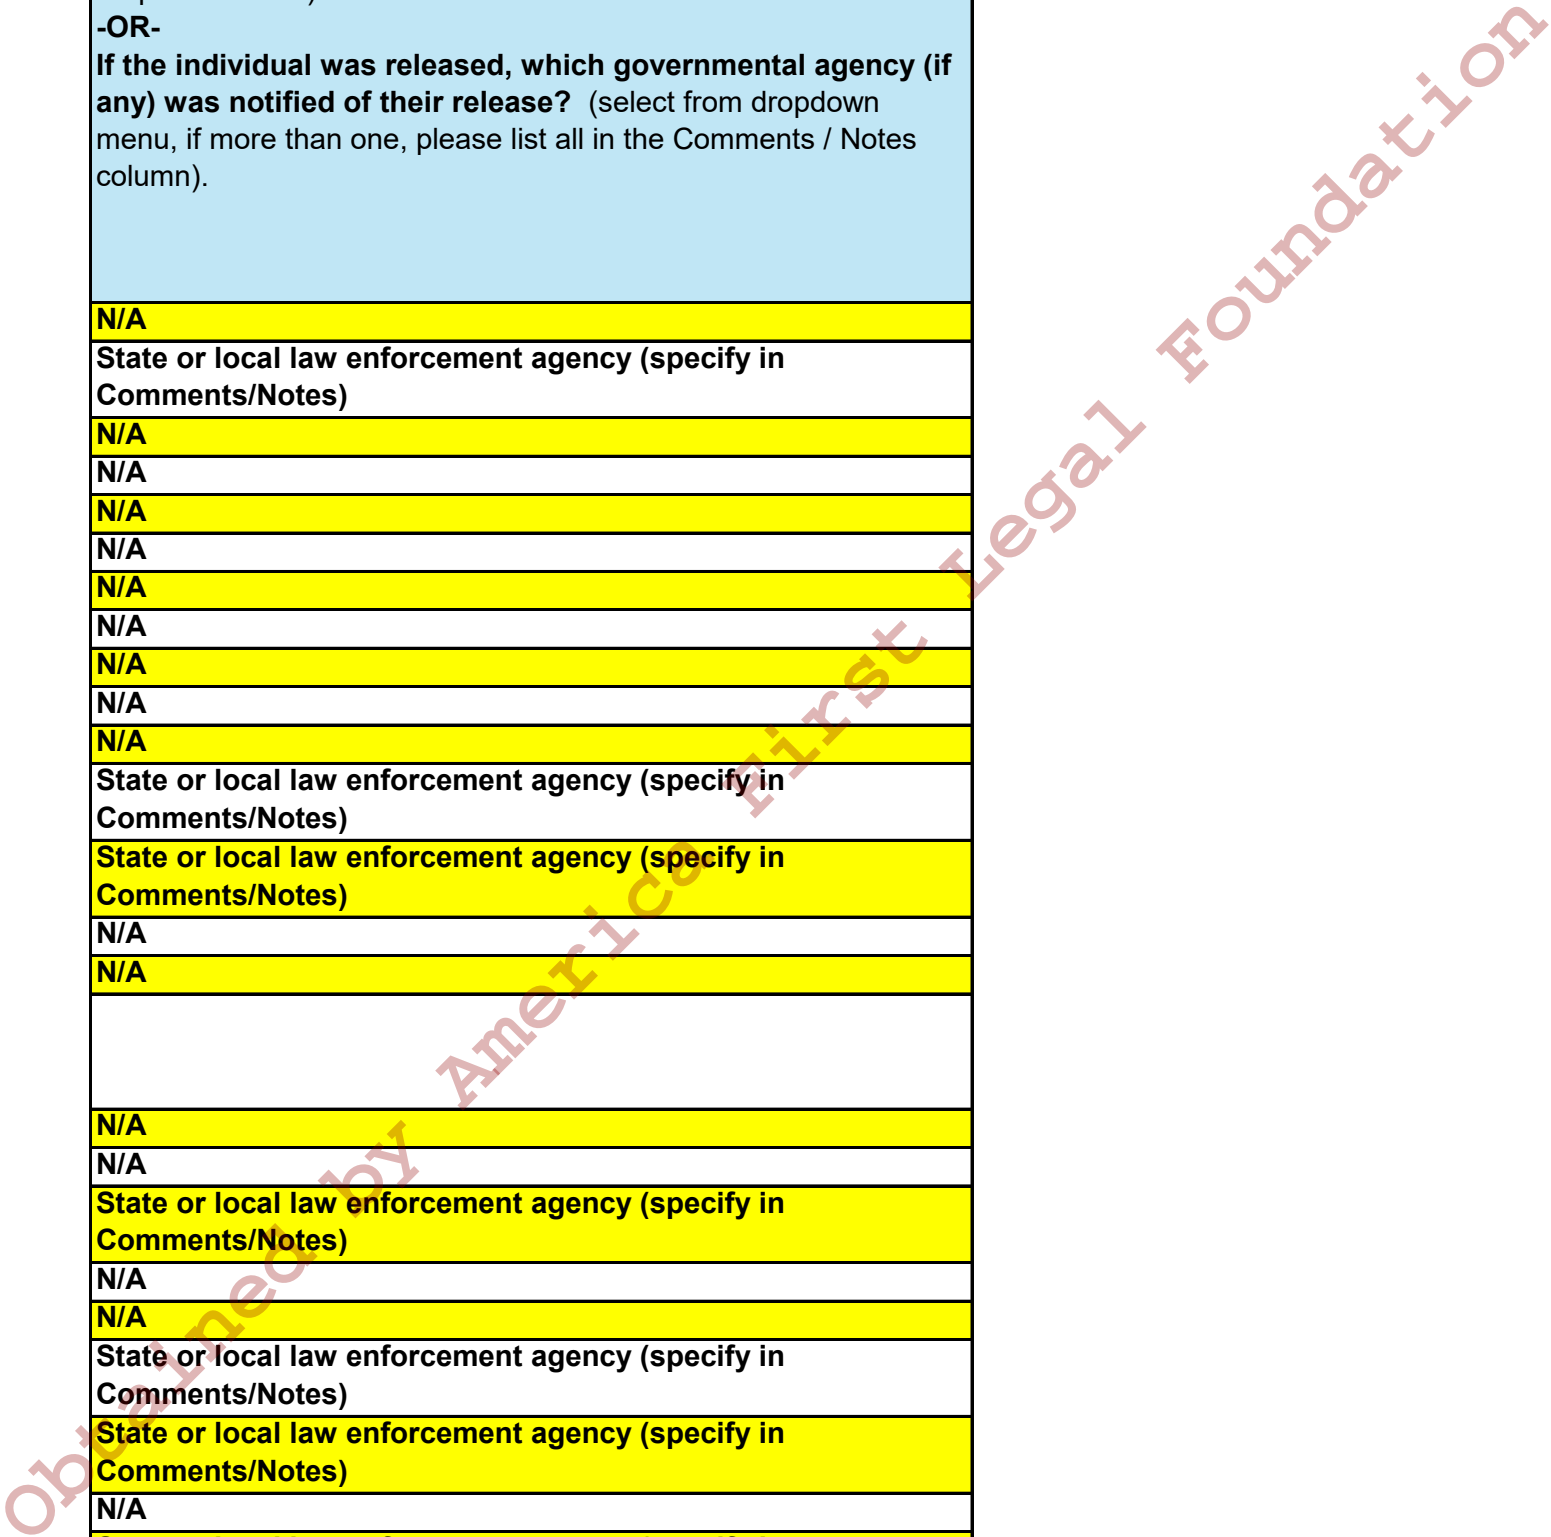 -OR-
If the individual was released, which governmental agency (if
any) was notified of their release? (select from dropdown
menu, if more than one, please list all in the Comments / Notes
column).
N/A
State or local law enforcement agency (specify in
Comments/Notes)
N/A
N/A
N/A
N/A
N/A
N/A
N/A
N/A
N/A
State or local law enforcement agency (specify in
Comments/Notes)
State or local law enforcement agency (specify in
Comments/Notes)
N/A
N/A
N/A
N/A
State or local law enforcement agency (specify in
Comments/Notes)
N/A
N/A
State or local law enforcement agency (specify in
Comments/Notes)
State or local law enforcement agency (specify in
Comments/Notes)
N/A
Obtained by America First Legal Foundation